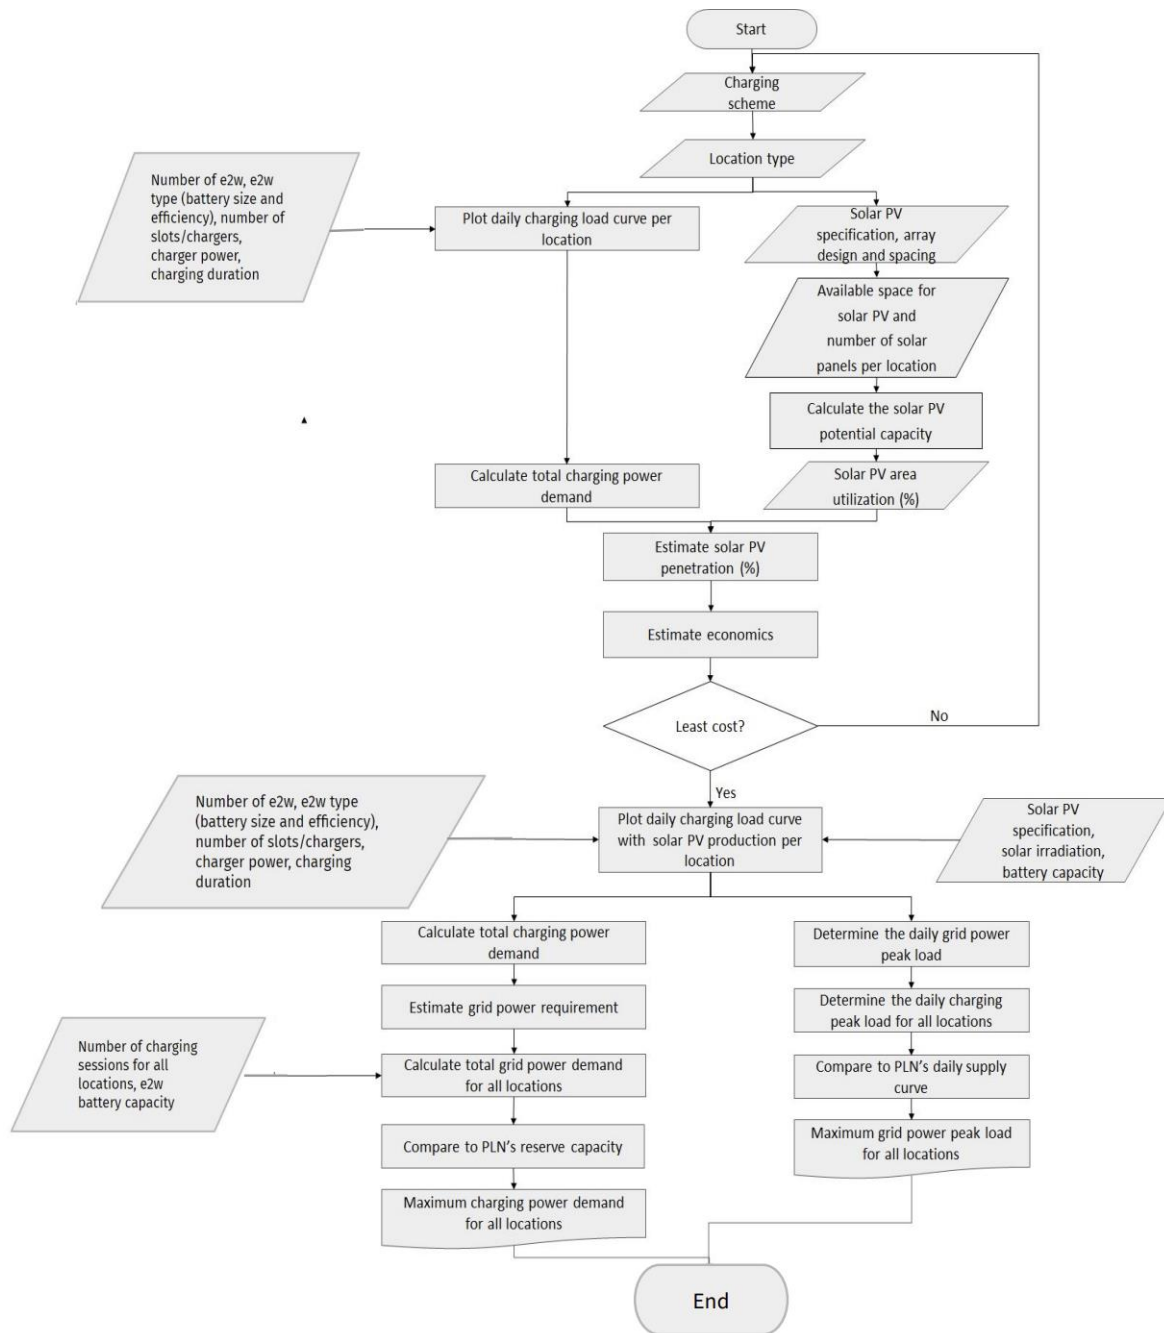 Start
Charging
scheme
Location type
Number of e2w, e2w
type (battery size and
efficiency), number of
slots/chargers,
charger power,
charging duration
Plot daily charging load curve per
location
Solar PV
specification, array
design and spacing
Available space for
solar PV and
number of solar
panels per location
Calculate the solar PV
potential capacity
Calculate total charging power
demand
Solar PV area
utilization (%)
Estimate solar PV
penetration (%)
Estimate economics
Least cost?
No
Yes
Number of e2w, e2w type
(battery size and efficiency),
number of slots/chargers,
charger power, charging
duration
Plot daily charging load curve
with solar PV production per
location
Solar PV
specification,
solar irradiation,
battery capacity
Calculate total charging power
demand
Determine the daily grid power
peak load
Estimate grid power requirement
Determine the daily charging
peak load for all locations
Number of charging
sessions for all
locations, e2w
battery capacity
Calculate total grid power demand
for all locations
Compare to PLN's daily supply
curve
Compare to PLN's reserve capacity
Maximum grid power peak load
for all locations
Maximum charging power demand
for all locations
End